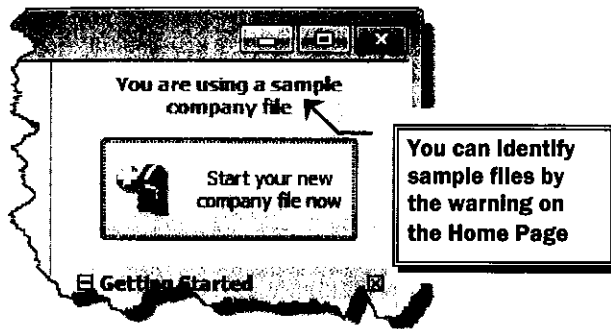 You are using a sample
company file
Start your new
company file now
Getting Started
You can identify
sample files by
the warning on
the Home Page